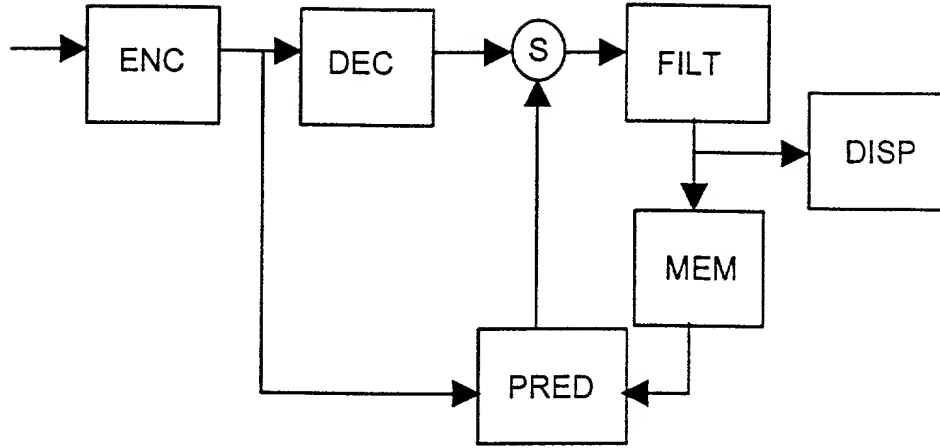 ENC
DEC
S
FILT
DISP
MEM
PRED